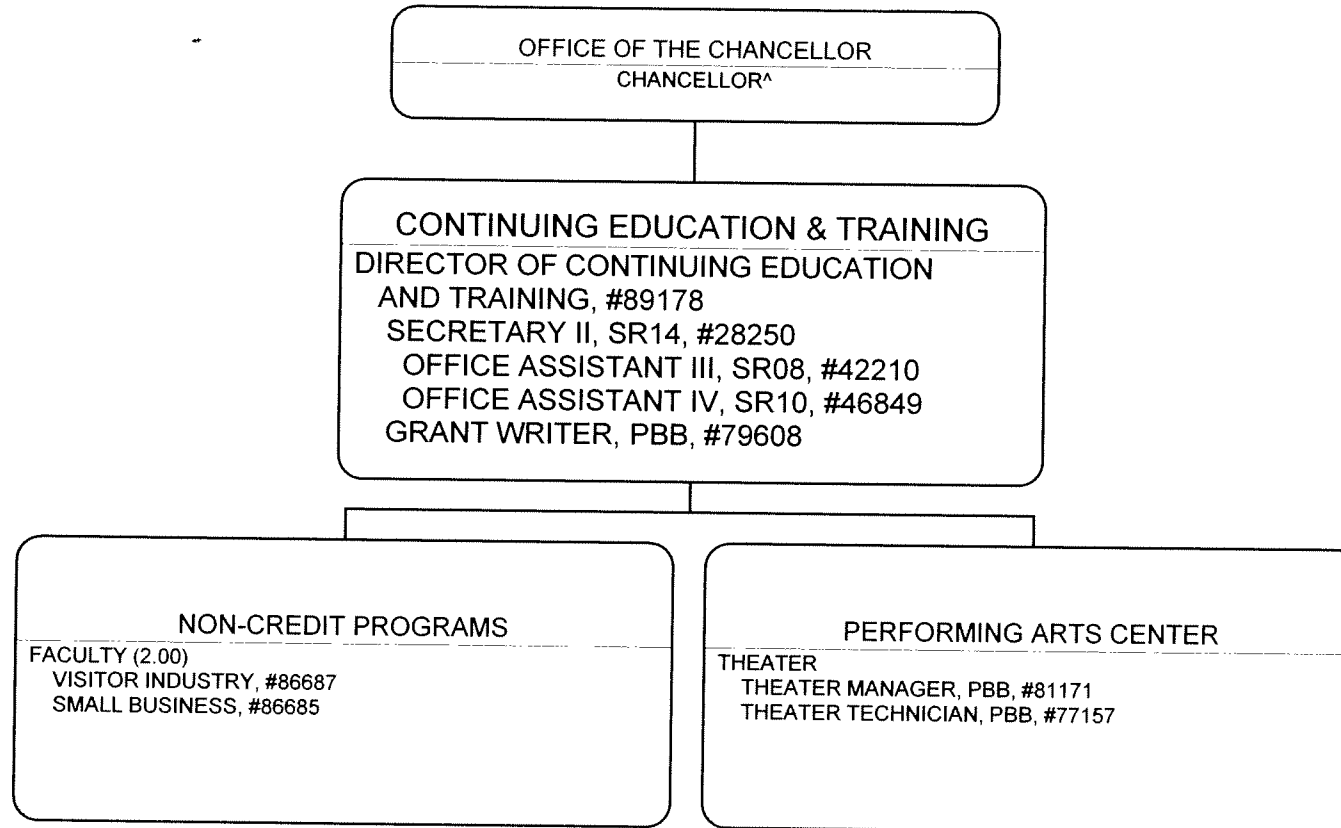 OFFICE OF THE CHANCELLOR
CHANCELLOR^
CONTINUING EDUCATION & TRAINING
DIRECTOR OF CONTINUING EDUCATION
AND TRAINING, #89178
SECRETARY II, SR14, #28250
OFFICE ASSISTANT III, SR08, #42210
OFFICE ASSISTANT IV, SR10, #46849
GRANT WRITER, PBB, #79608
NON-CREDIT PROGRAMS
FACULTY (2.00)
VISITOR INDUSTRY, #86687
SMALL BUSINESS, #86685
PERFORMING ARTS CENTER
THEATER
THEATER MANAGER, PBB, #81171
THEATER TECHNICIAN, PBB, #77157